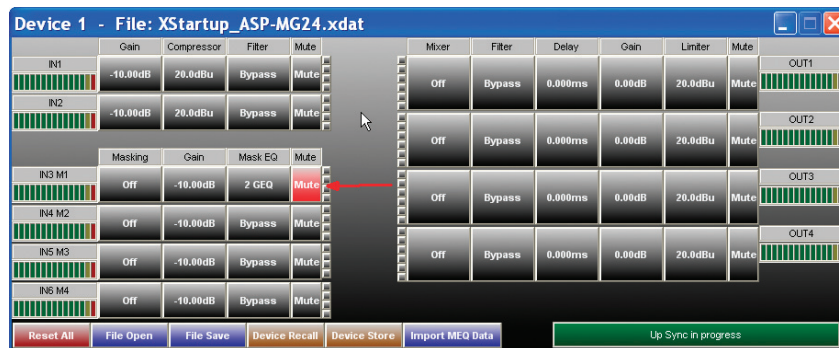 Device 1 - File: XStartup_ASP-MG24.xdat
Gain Compressor Filter Mute
IN1
-10.00dB 20.0dBu Bypass Mute
IN2
-10.00dB 20.0dBu Bypass Mute
Masking Gain Mask EQ Mute
IN3 M1
Off -10.00dB 2 GEQ Mute
IN4 M2
Off -10.00dB Bypass Mute
IN5 M3
Off -10.00dB Bypass Mute
IN6 M4
Off -10.00dB Bypass Mute
Mixer Filter Delay Gain Limiter Mute
OUT1
Off Bypass 0.000ms 0.00dB 20.0dBu Mute
OUT2
Off Bypass 0.000ms 0.00dB 20.0dBu Mute
OUT3
Off Bypass 0.000ms 0.00dB 20.0dBu Mute
OUT4
Off Bypass 0.000ms 0.00dB 20.0dBu Mute
Reset All File Open File Save Device Recall Device Store Import MEQ Data Up Sync in progress